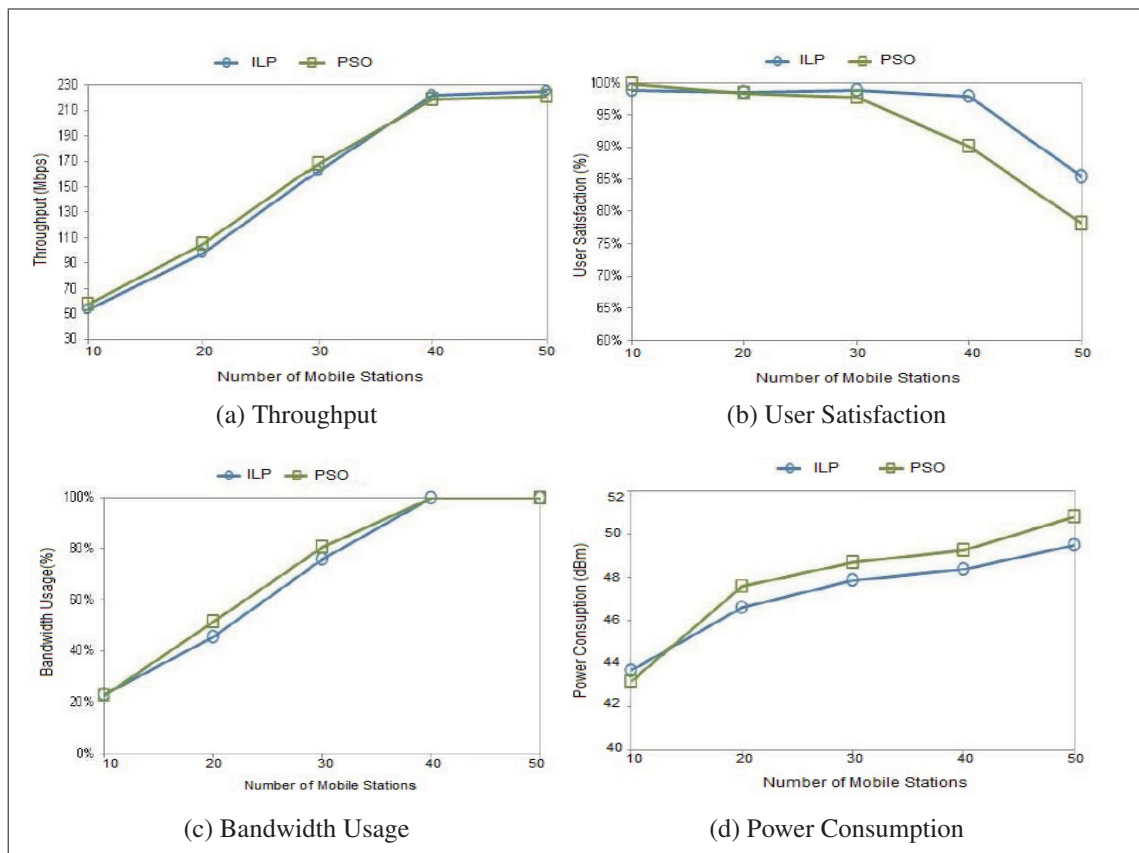 ILP PSO
230
210
190
170
150
130
110
90
70
50
30
Throughput (Mbps)
10 20 30 40 50
Number of Mobile Stations
(a) Throughput
ILP PSO
100%
95%
90%
85%
80%
75%
70%
65%
60%
User Satisfaction (%)
10 20 30 40 50
Number of Mobile Stations
(b) User Satisfaction
ILP PSO
100%
80%
60%
40%
20%
0%
Bandwidth Usage(%)
10 20 30 40 50
Number of Mobile Stations
(c) Bandwidth Usage
ILP PSO
52
50
48
46
44
42
40
Power Consuption (dBm)
10 20 30 40 50
Number of Mobile Stations
(d) Power Consumption